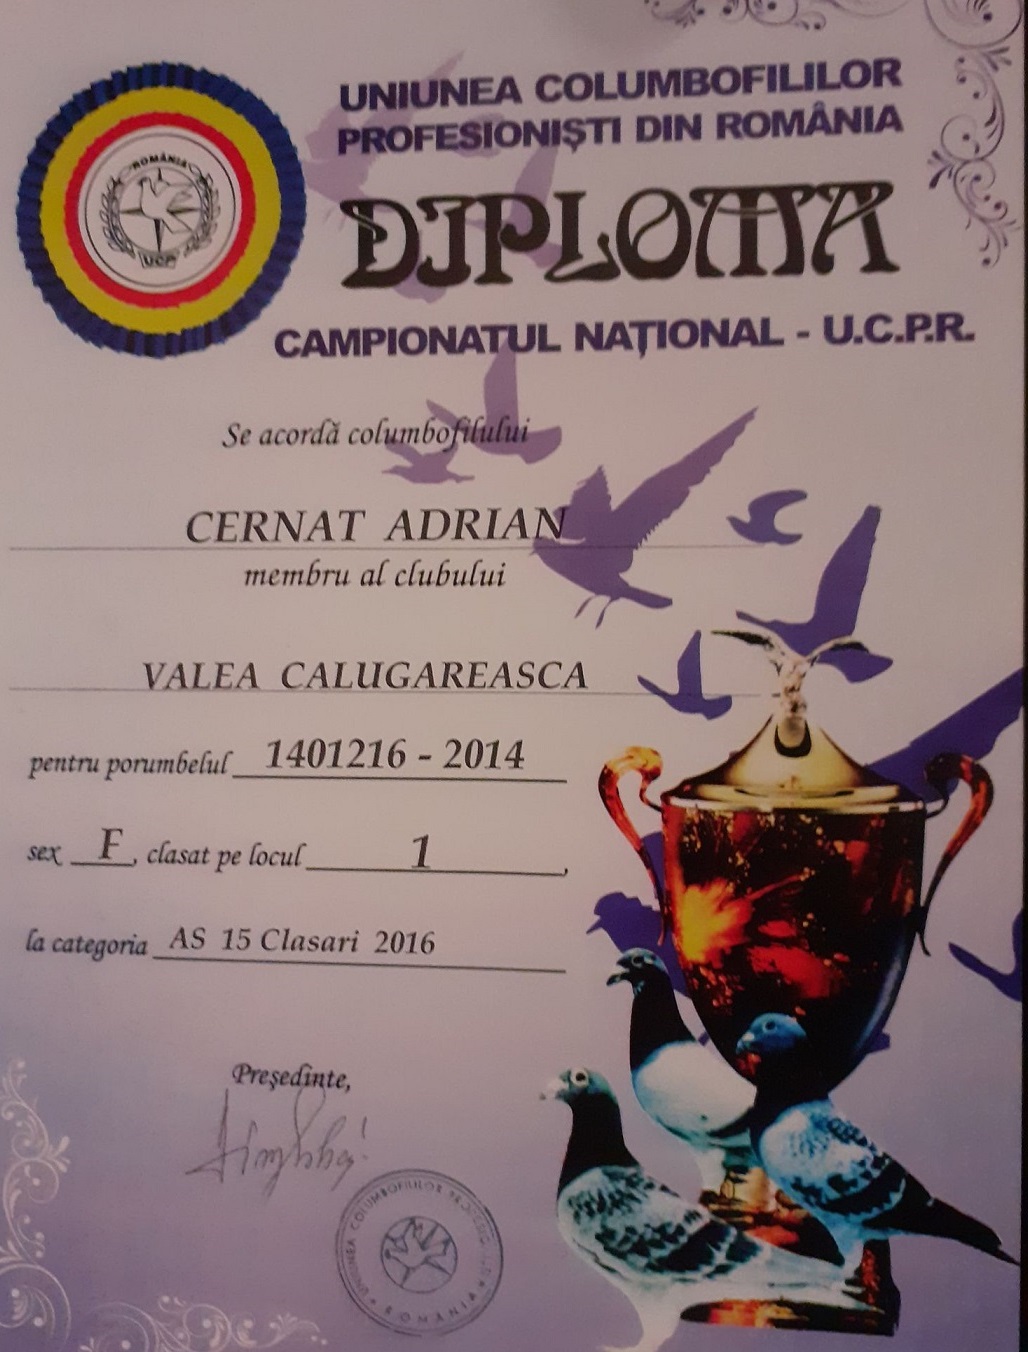 UNIUNEA COLUMBOFILILOR
PROFESIONIȘTI DIN ROMÂNIA
ROMÂNIA
UCPR
DIPLOMA
CAMPIONATUL NAȚIONAL - U.C.P.R.
Se acordă columbofilului
CERNAT ADRIAN
membru al clubului
VALEA CALUGAREASCA
pentru porumbelul 1401216 - 2014
sex F, clasat pe locul 1,
la categoria AS 15 Clasari 2016
Președinte,
UNIUNEA COLUMBOFILILOR ROMÂNIA